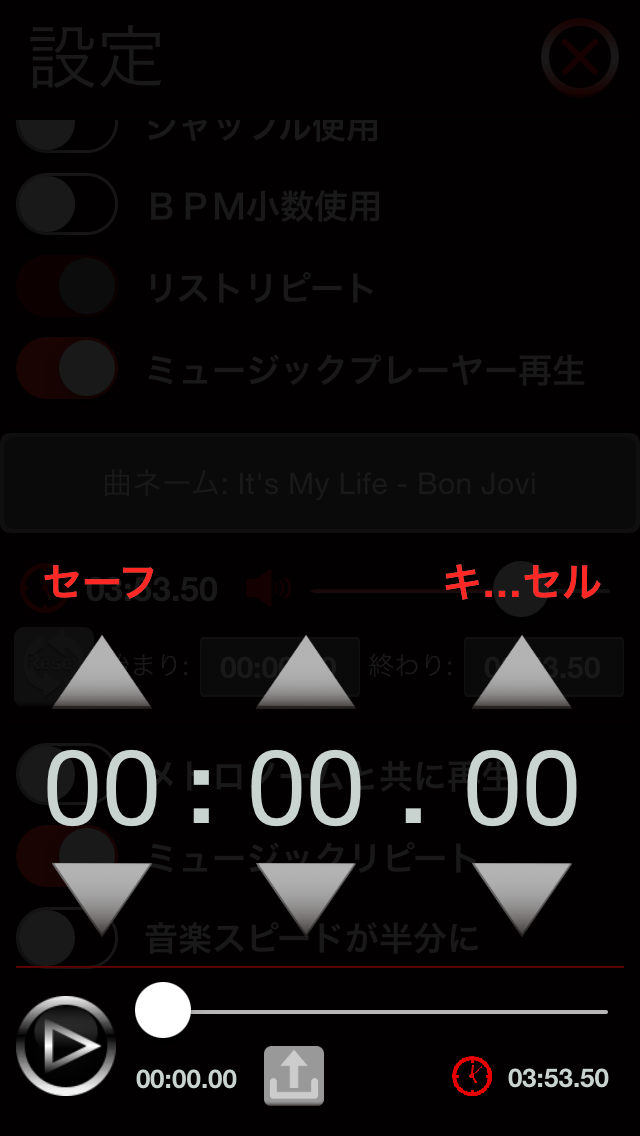 設定
シャッフル使用
ＢＰＭ小数使用
リストリピート
ミュージックプレーヤー再生
曲ネーム: It's My Life - Bon Jovi
セーフ
キ...セル
03:53.50
始まり:
終わり:
00:00.00
メトロノームと共に再生
ミュージックリピート
音楽スピードが半分に
00:00.00
03:53.50